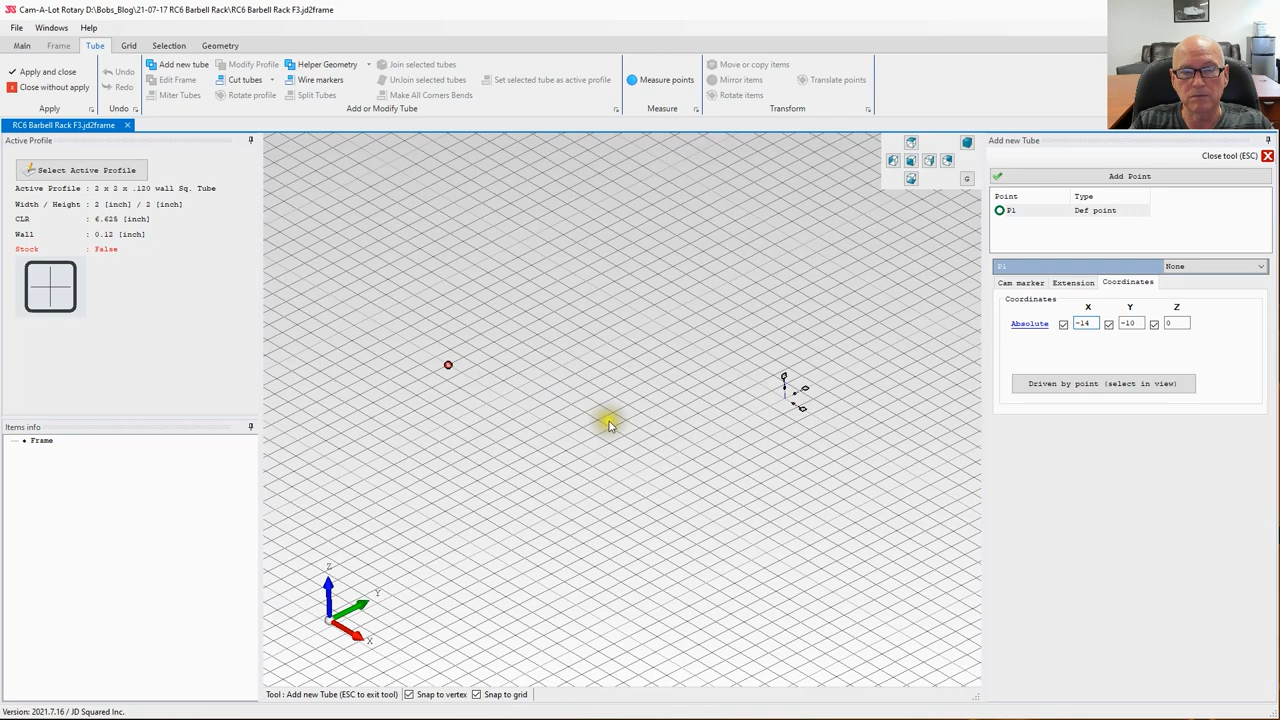 Cam-A-Lot Rotary D:\Bobs_Blog\21-07-17 RC6 Barbell Rack\RC6 Barbell Rack F3.jd2frame
File Windows Help
Main Frame Tube Grid Selection Geometry
Apply and close
Close without apply
Apply
Undo
Redo
Undo
Add new tube Modify Profile Helper Geometry Join selected tubes
Edit Frame Cut tubes Wire markers UnJoin selected tubes Set selected tube as active profile
Miter Tubes Rotate profile Split Tubes Make All Corners Bends
Add or Modify Tube
Measure points
Measure
Move or copy items
Mirror items Translate points
Rotate items
Transform
RC6 Barbell Rack F3.jd2frame ×
Active Profile
Select Active Profile
Active Profile : 2 x 2 x .120 wall Sq. Tube
Width / Height : 2 [inch] / 2 [inch]
CLR : 6.625 [inch]
Wall : 0.12 [inch]
Stock : False
Items info
Frame
G
Z
Y
X
Tool : Add new Tube (ESC to exit tool) Snap to vertex Snap to grid
Add new Tube
Close tool (ESC)
Add Point
Point Type
P1 Def point
P1 None
Cam marker Extension Coordinates
Coordinates
X Y Z
Absolute -14 -10 0
Driven by point (select in view)
Version: 2021.7.16 / JD Squared Inc.